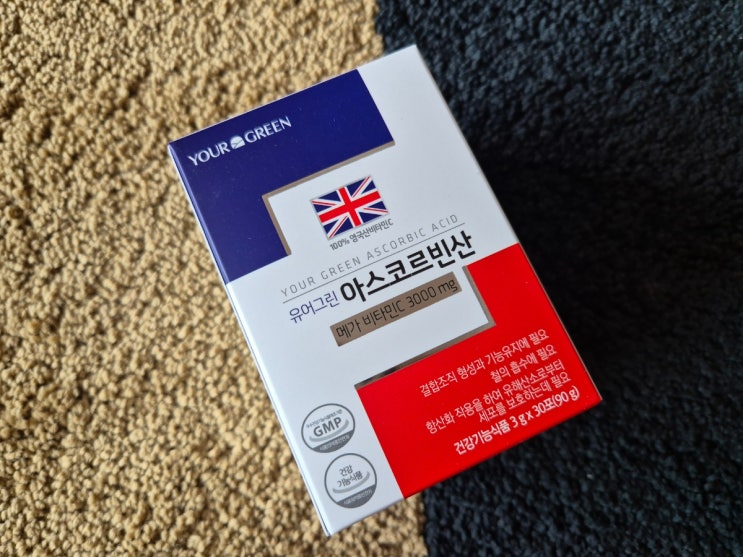 YOUR GREEN
100% 영국산비타민C
YOUR GREEN ASCORBIC ACID
유어그린 아스코르빈산
메가 비타민C 3000 mg
결합조직 형성과 기능유지에 필요
철의 흡수에 필요
항산화 작용을 하여 유해산소로부터
세포를 보호하는데 필요
건강기능식품 3 g x 30포(90 g)
GMP
건강
기능식품